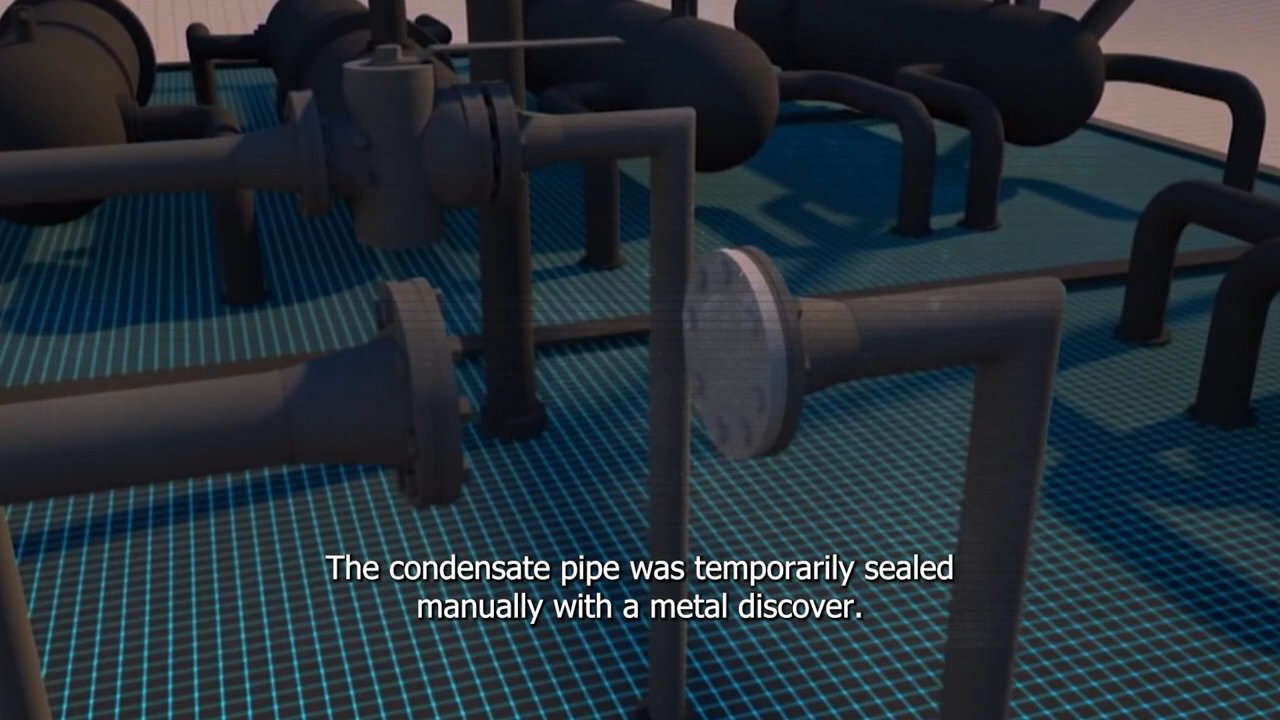 The condensate pipe was temporarily sealed
manually with a metal discover.